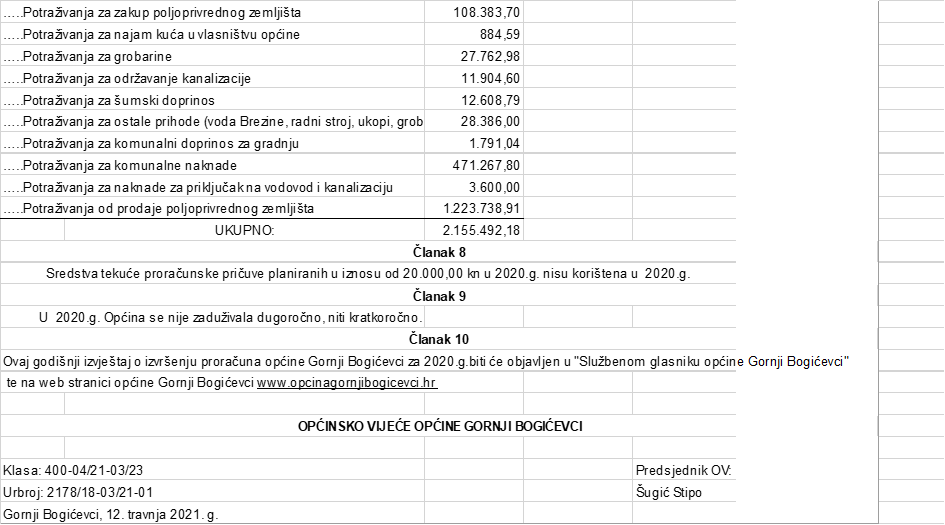 .....Potraživanja za zakup poljoprivrednog zemljišta 108.383,70
.....Potraživanja za najam kuća u vlasništvu općine 884,59
.....Potraživanja za grobarine 27.762,98
.....Potraživanja za održavanje kanalizacije 11.904,60
.....Potraživanja za šumski doprinos 12.608,79
.....Potraživanja za ostale prihode (voda Brezine, radni stroj, ukopi, grob 28.386,00
.....Potraživanja za komunalni doprinos za gradnju 1.791,04
.....Potraživanja za komunalne naknade 471.267,80
.....Potraživanja za naknade za priključak na vodovod i kanalizaciju 3.600,00
.....Potraživanja od prodaje poljoprivrednog zemljišta 1.223.738,91
UKUPNO: 2.155.492,18
Članak 8
Sredstva tekuće proračunske pričuve planiranih u iznosu od 20.000,00 kn u 2020.g. nisu korištena u 2020.g.
Članak 9
U 2020.g. Općina se nije zaduživala dugoročno, niti kratkoročno.
Članak 10
Ovaj godišnji izvještaj o izvršenju proračuna općine Gornji Bogićevci za 2020.g.biti će objavljen u "Službenom glasniku općine Gornji Bogićevci"
te na web stranici općine Gornji Bogićevci www.opcinagornjibogicevci.hr
OPĆINSKO VIJEĆE OPĆINE GORNJI BOGIĆEVCI
Klasa: 400-04/21-03/23 Predsjednik OV:
Urbroj: 2178/18-03/21-01 Šugić Stipo
Gornji Bogićevci, 12. travnja 2021. g.